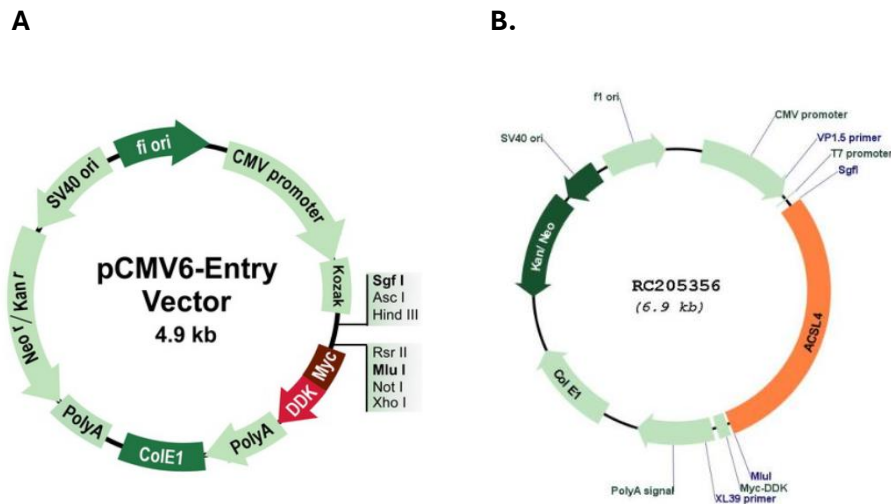 A
B.
fi ori
SV40 ori
CMV promoter
Kozak
pCMV6-Entry
Vector
4.9 kb
Sgf I
Asc I
Hind III
Rsr II
Mlu I
Not I
Xho I
Myc
DDK
PolyA
ColE1
PolyA
Neo r / Kan r
f1 ori
CMV promoter
VP1.5 primer
T7 promoter
SgfI
SV40 ori
Kan/ Neo
RC205356
(6.9 kb)
ACSL4
Col E1
MluI
Myc-DDK
XL39 primer
PolyA signal